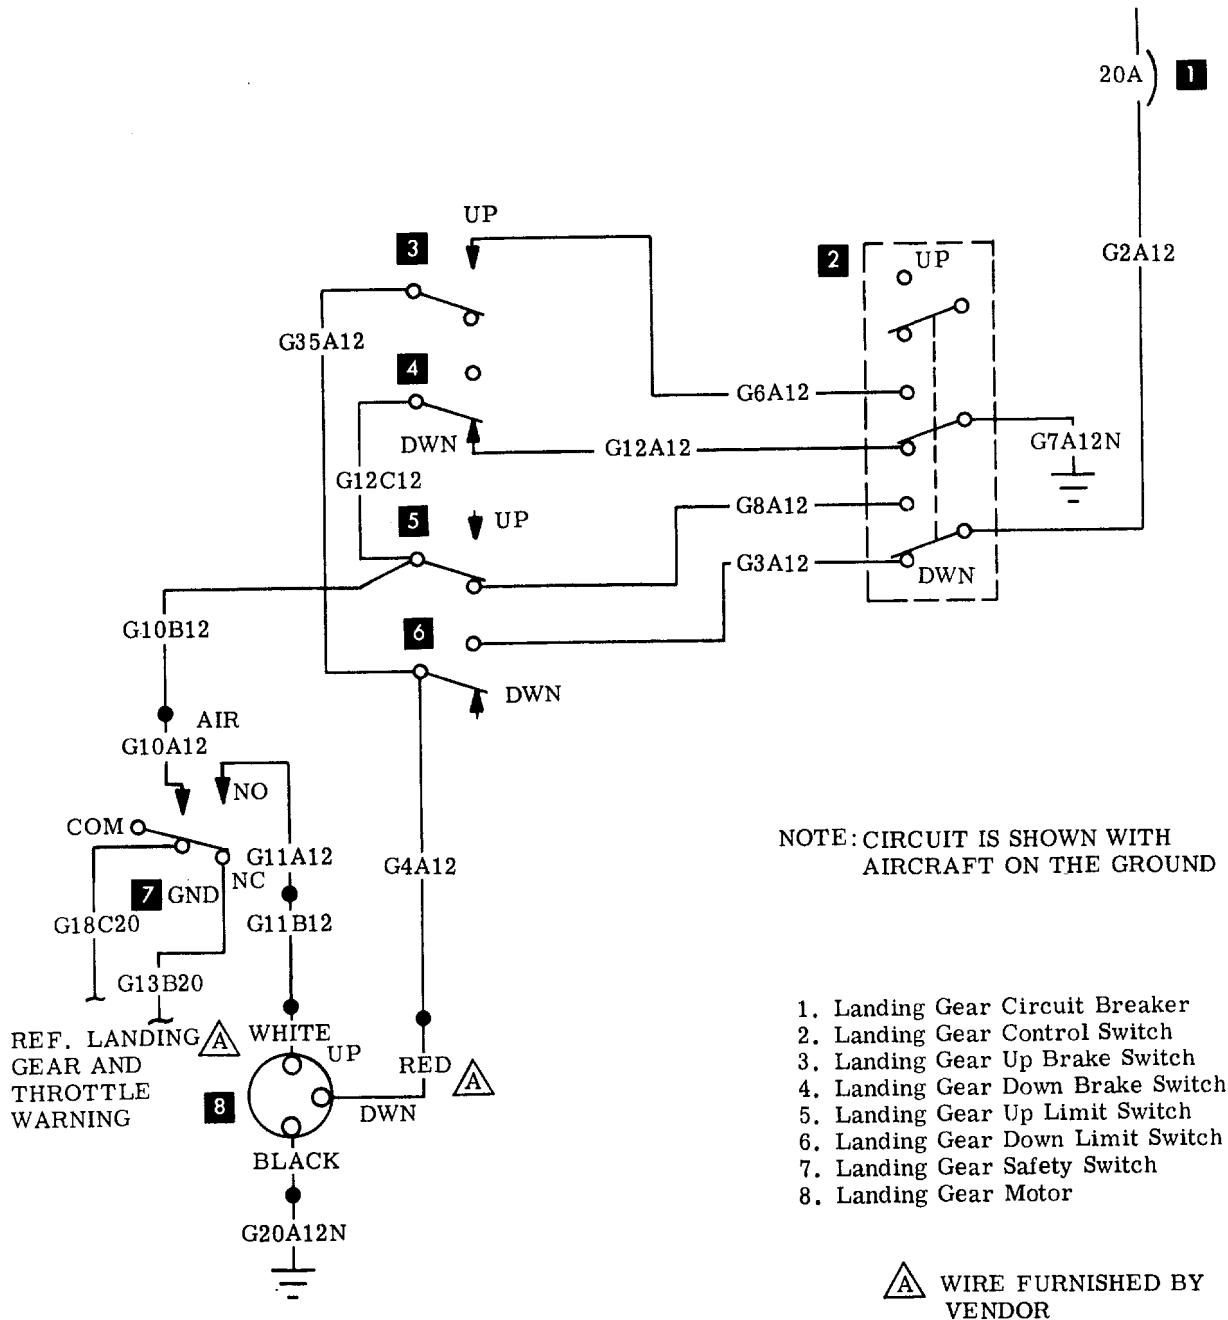 20A 1
G2A12
UP
3
2 UP
G35A12
4
G6A12
DWN
G12A12
G7A12N
G12C12
5 UP
G8A12
G3A12
DWN
G10B12
6
DWN
AIR
G10A12
NO
COM
G11A12
G4A12
NC
7 GND
G18C20
G11B12
G13B20
NOTE: CIRCUIT IS SHOWN WITH
AIRCRAFT ON THE GROUND
REF. LANDING
GEAR AND
THROTTLE
WARNING
A WHITE
UP
RED A
8
DWN
BLACK
G20A12N
1. Landing Gear Circuit Breaker
2. Landing Gear Control Switch
3. Landing Gear Up Brake Switch
4. Landing Gear Down Brake Switch
5. Landing Gear Up Limit Switch
6. Landing Gear Down Limit Switch
7. Landing Gear Safety Switch
8. Landing Gear Motor
A WIRE FURNISHED BY
VENDOR